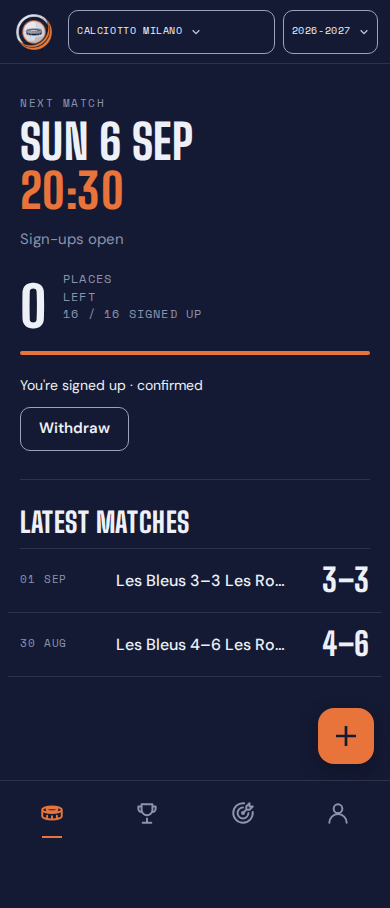 CALCIOTTO MILANO
2026-2027
NEXT MATCH
SUN 6 SEP
20:30
Sign-ups open
0
PLACES
LEFT
16 / 16 SIGNED UP
You're signed up · confirmed
Withdraw
LATEST MATCHES
01 SEP Les Bleus 3–3 Les Ro... 3–3
30 AUG Les Bleus 4–6 Les Ro... 4–6